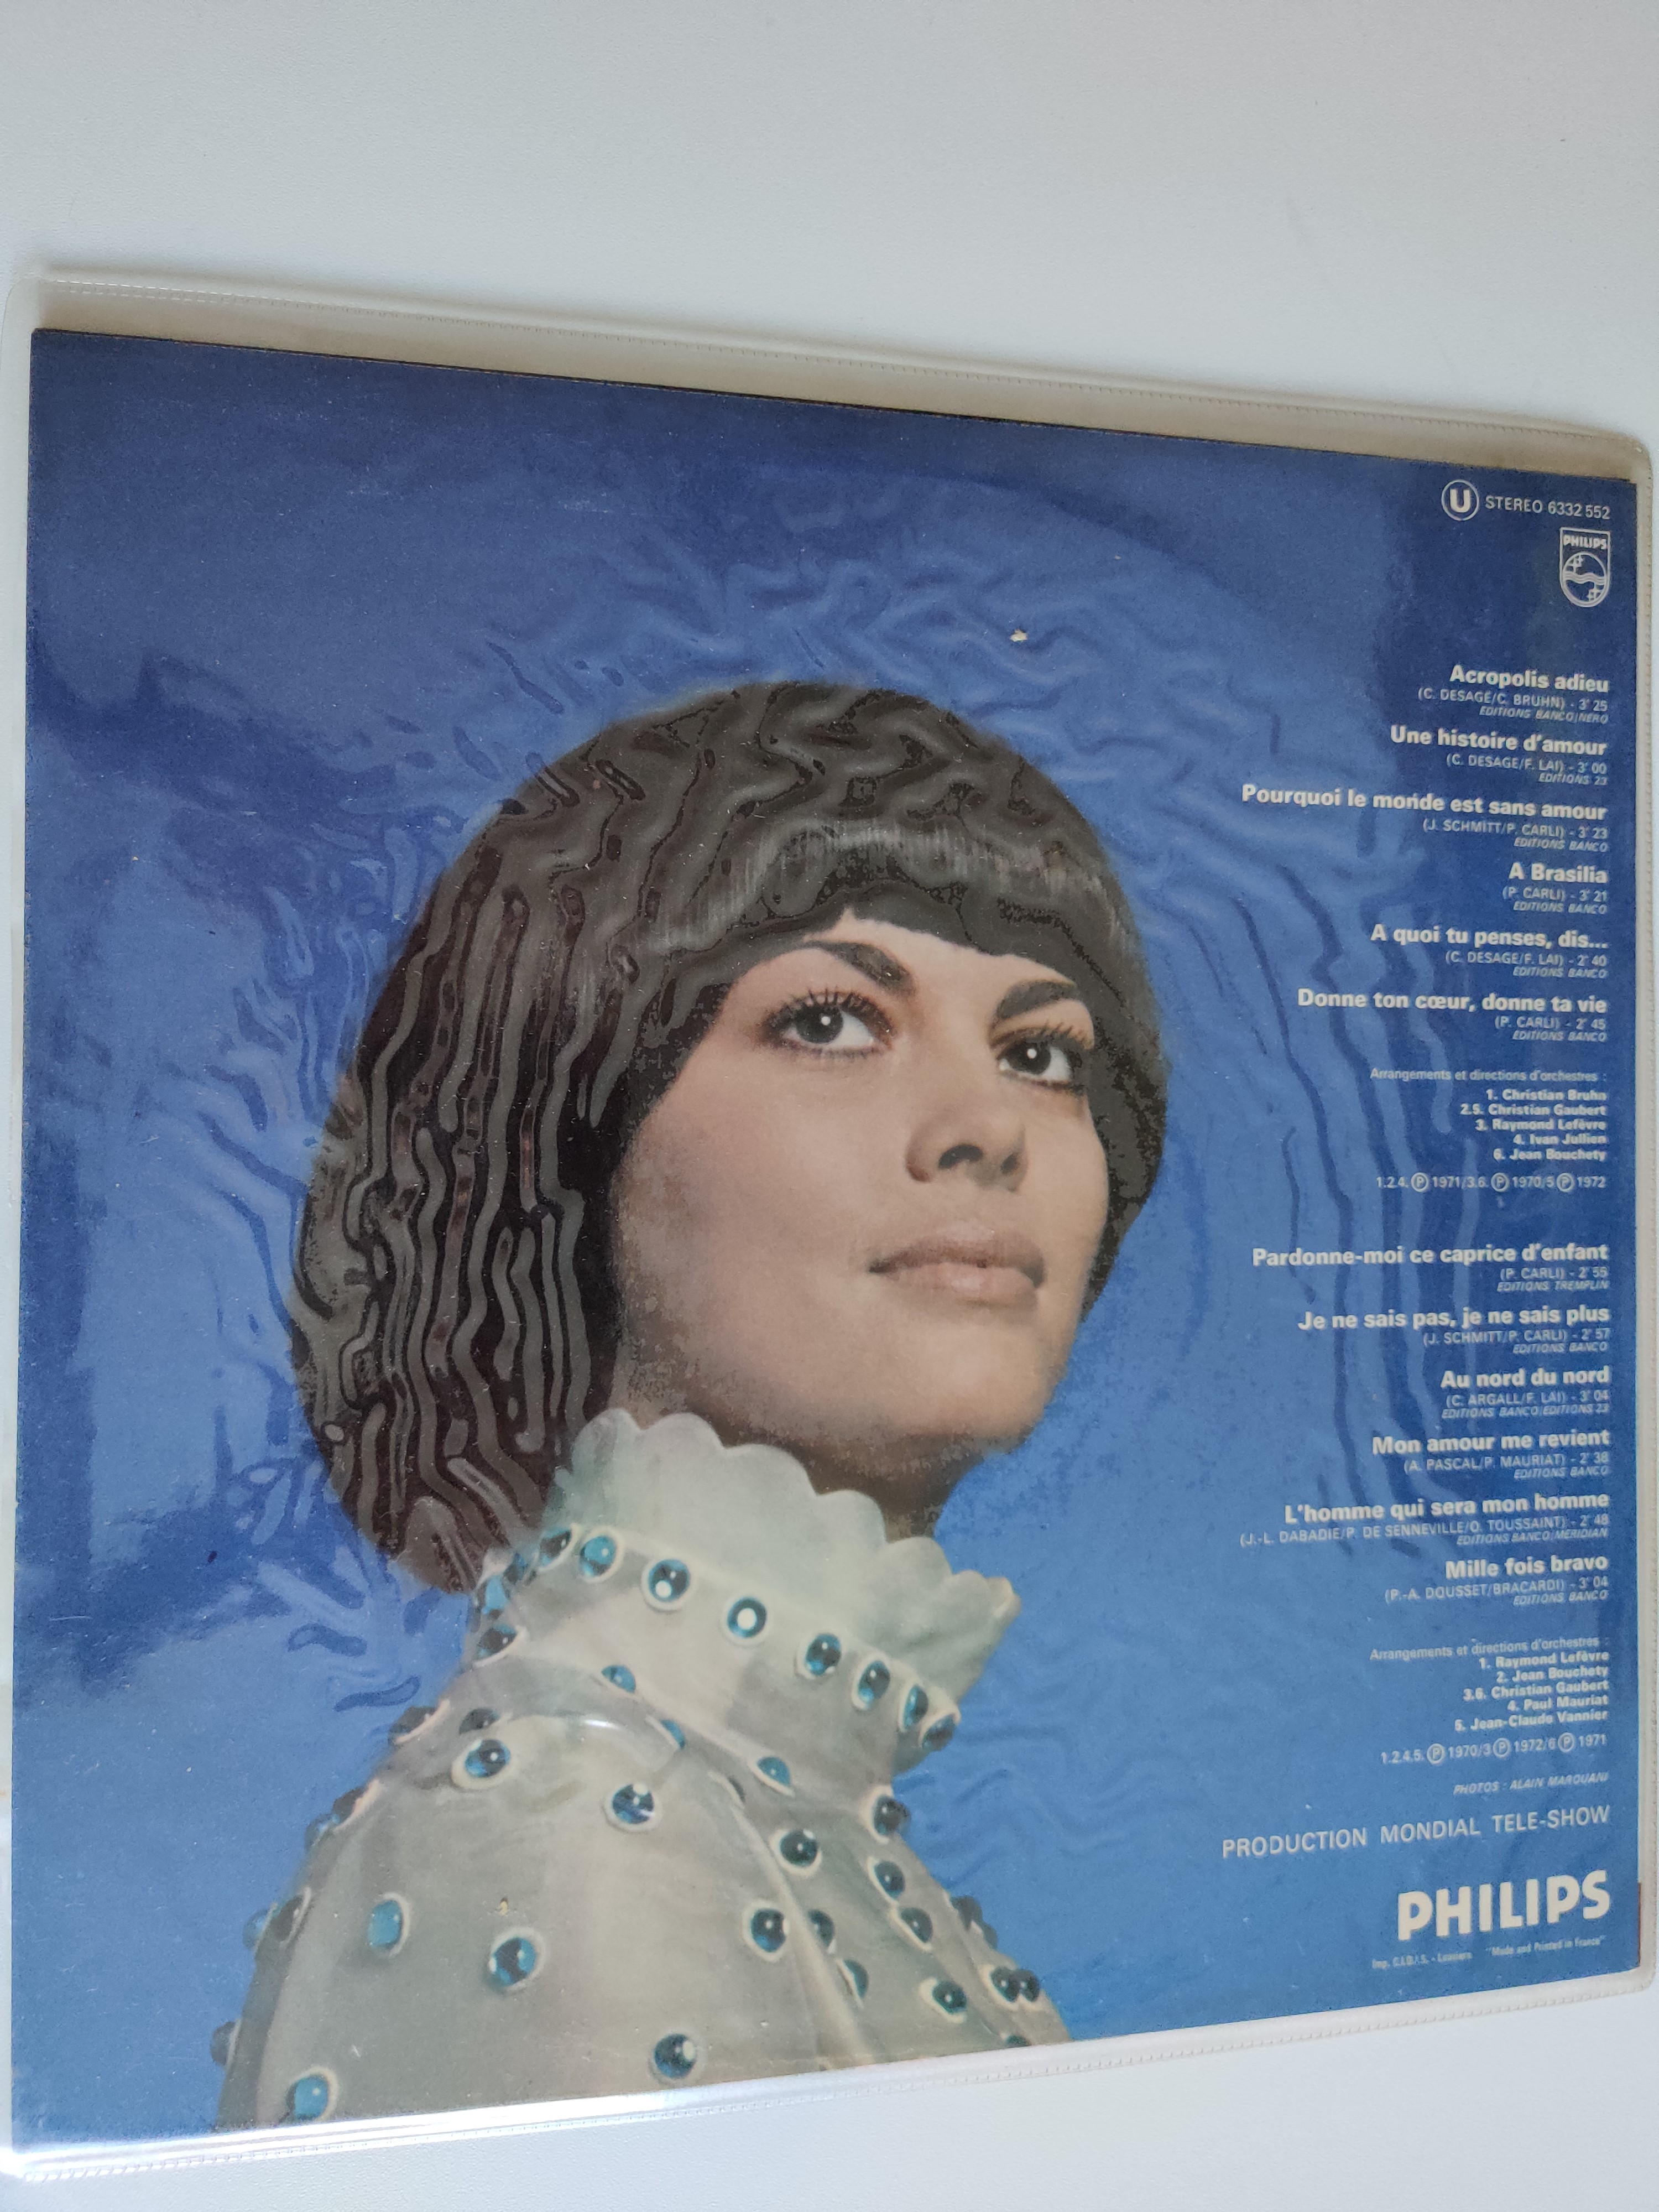 U STEREO 6332 552
PHILIPS
Acropolis adieu
(C. DESAGE/C. BRUHN) - 3' 25
EDITIONS BANCO/NERO
Une histoire d'amour
(C. DESAGE/F. LAI) - 3' 00
EDITIONS 23
Pourquoi le monde est sans amour
(J. SCHMITT/P. CARLI) - 3' 23
EDITIONS BANCO
A Brasilia
(P. CARLI) - 3' 21
EDITIONS BANCO
A quoi tu penses, dis...
(C. DESAGE/F. LAI) - 2' 40
EDITIONS BANCO
Donne ton cœur, donne ta vie
(P. CARLI) - 2' 45
EDITIONS BANCO
Arrangements et directions d'orchestres :
1. Christian Bruhn
2.5. Christian Gaubert
3. Raymond Lefèvre
4. Ivan Jullien
6. Jean Bouchety
1.2.4. Ⓟ 1971/3.6. Ⓟ 1970/5 Ⓟ 1972
Pardonne-moi ce caprice d'enfant
(P. CARLI) - 2' 55
EDITIONS TREMPLIN
Je ne sais pas, je ne sais plus
(J. SCHMITT/P. CARLI) - 2' 57
EDITIONS BANCO
Au nord du nord
(C. ARGALL/F. LAI) - 3' 04
EDITIONS BANCO/EDITIONS 23
Mon amour me revient
(A. PASCAL/P. MAURIAT) - 2' 38
EDITIONS BANCO
L'homme qui sera mon homme
(J.-L. DABADIE/P. DE SENNEVILLE/O. TOUSSAINT) - 2' 48
EDITIONS BANCO/MERIDIAN
Mille fois bravo
(P.-A. DOUSSET/BRACARDI) - 3' 04
EDITIONS BANCO
Arrangements et directions d'orchestres :
1. Raymond Lefèvre
2. Jean Bouchety
3.6. Christian Gaubert
4. Paul Mauriat
5. Jean-Claude Vannier
1.2.4.5. Ⓟ 1970/3 Ⓟ 1972/6 Ⓟ 1971
PHOTOS : ALAIN MAROUANI
PRODUCTION MONDIAL TELE-SHOW
PHILIPS
Imp. C.I.D.I.S. - Louviers "Made and Printed in France"